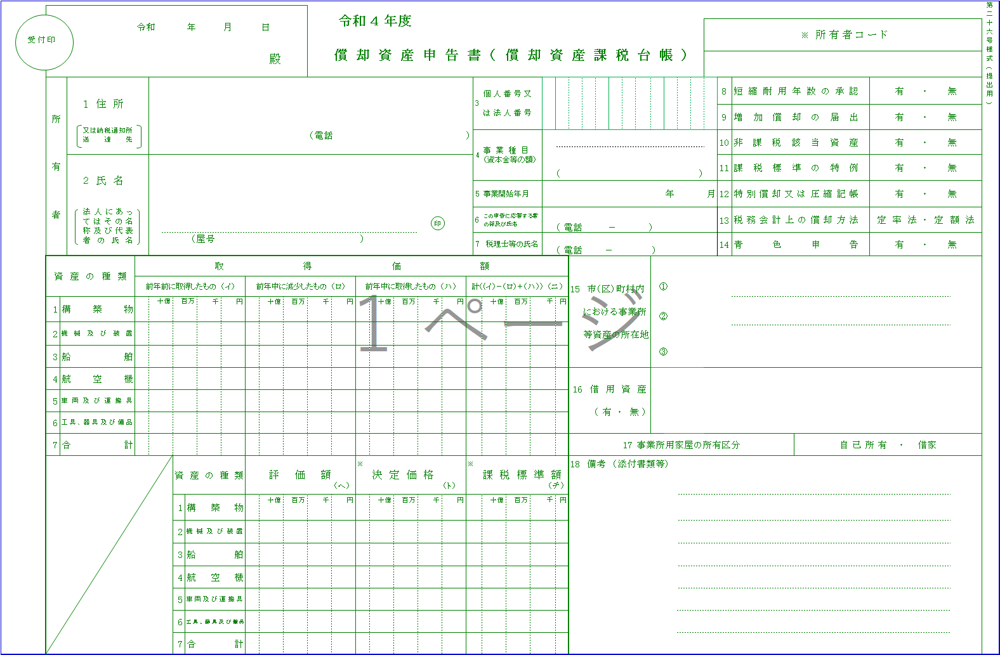 第二十六号様式（提出用）
受付印
令和　年　月　日
殿
令和４年度
償却資産申告書（償却資産課税台帳）
※ 所有者コード
所有者
1 住所
又は納税通知所
送達先
（電話　）
2 氏名
法人にあっ
てはその名
称及び代表
者の氏名
印
（屋号　）
3 個人番号又
は法人番号
4 事業種目
（資本金等の額）
（　）
5 事業開始年月
年　月
6 この申告に応答する者
の係及び氏名
（電話　－　）
7 税理士等の氏名
（電話　－　）
8 短縮耐用年数の承認 有・無
9 増加償却の届出 有・無
10 非課税該当資産 有・無
11 課税標準の特例 有・無
12 特別償却又は圧縮記帳 有・無
13 税務会計上の償却方法 定率法・定額法
14 青色申告 有・無
資産の種類
取得価額
前年前に取得したもの（イ） 前年中に減少したもの（ロ） 前年中に取得したもの（ハ） 計((イ)－(ロ)＋(ハ))（ニ）
十億 百万 千 円 十億 百万 千 円 十億 百万 千 円 十億 百万 千 円
1 構築物
2 機械及び装置
3 船舶
4 航空機
5 車両及び運搬具
6 工具、器具及び備品
7 合計
1 ページ
15 市(区)町村内
における事業所
等資産の所在地
①
②
③
16 借用資産
（有・無）
17 事業所用家屋の所有区分 自己所有・借家
資産の種類 評価額（ヘ） ※ 決定価格（ト） ※ 課税標準額（チ）
十億 百万 千 円 十億 百万 千 円 十億 百万 千 円
1 構築物
2 機械及び装置
3 船舶
4 航空機
5 車両及び運搬具
6 工具、器具及び備品
7 合計
18 備考（添付書類等）